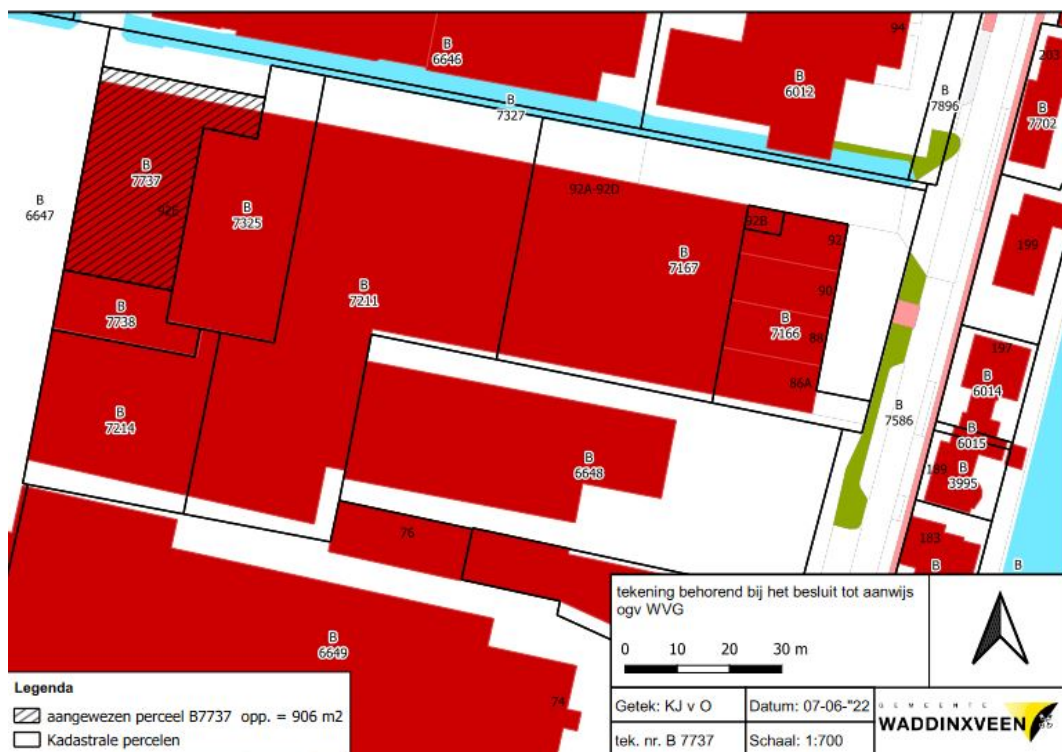 94
B
6646
B
6012
203
B
7896
B
7702
B
7327
B
7737
B
6647
92E
B
7325
92A-92D
92B
92
199
B
7167
B
7211
90
B
7738
B
7166
88
197
86A
B
6014
B
7214
B
7586
B
6015
B
6648
189
B
3995
76
183
B
B
B
6649
74
tekening behorend bij het besluit tot aanwijs
ogv WVG
0 10 20 30 m
Getek: KJ v O
Datum: 07-06-"22
tek. nr. B 7737
Schaal: 1:700
GEMEENTE
WADDINXVEEN
Legenda
aangewezen perceel B7737 opp. = 906 m2
Kadastrale percelen